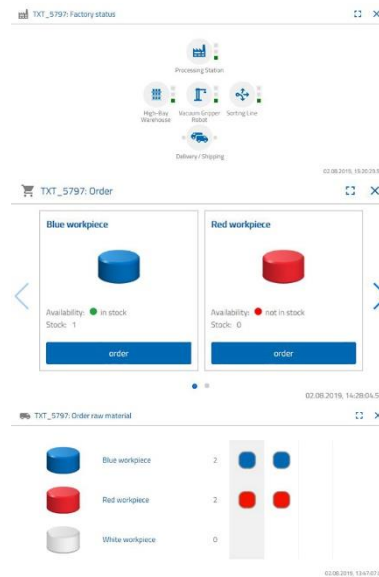 TXT_5797: Factory status
Processing Station
High-Bay Warehouse
Vacuum Gripper Robot
Sorting Line
Delivery / Shipping
TXT_5797: Order
Blue workpiece
Red workpiece
Availability: in stock
Stock: 1
Availability: not in stock
Stock: 0
order
order
02.08.2019, 14:28:04.5
TXT_5797: Order raw material
Blue workpiece 2
Red workpiece 2
White workpiece 0